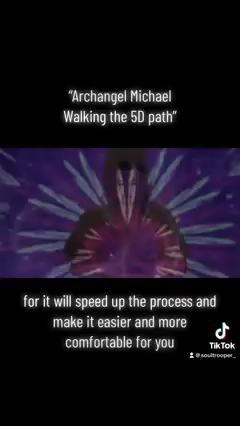 “Archangel Michael
Walking the 5D path”
for it will speed up the process and
make it easier and more
comfortable for you
TikTok
@soultrooper_